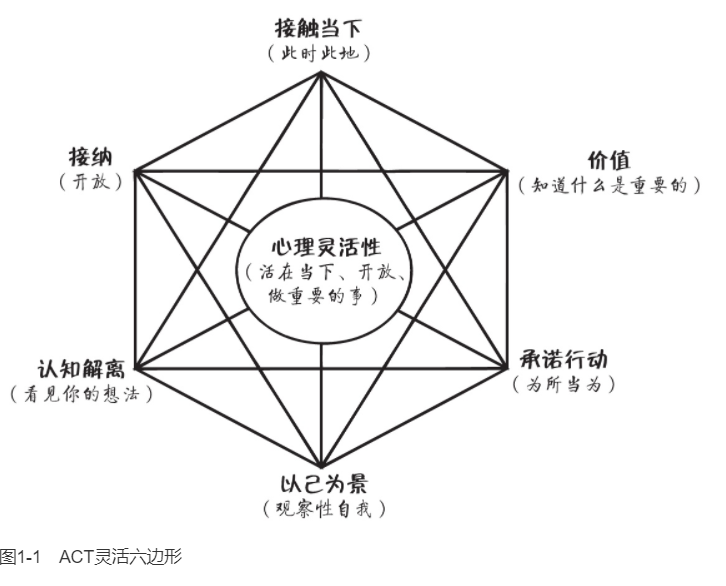 接触当下
（此时此地）
接纳
（开放）
价值
（知道什么是重要的）
心理灵活性
（活在当下、开放、
做重要的事）
认知解离
（看见你的想法）
承诺行动
（为所当为）
以己为景
（观察性自我）
图1-1 ACT灵活六边形